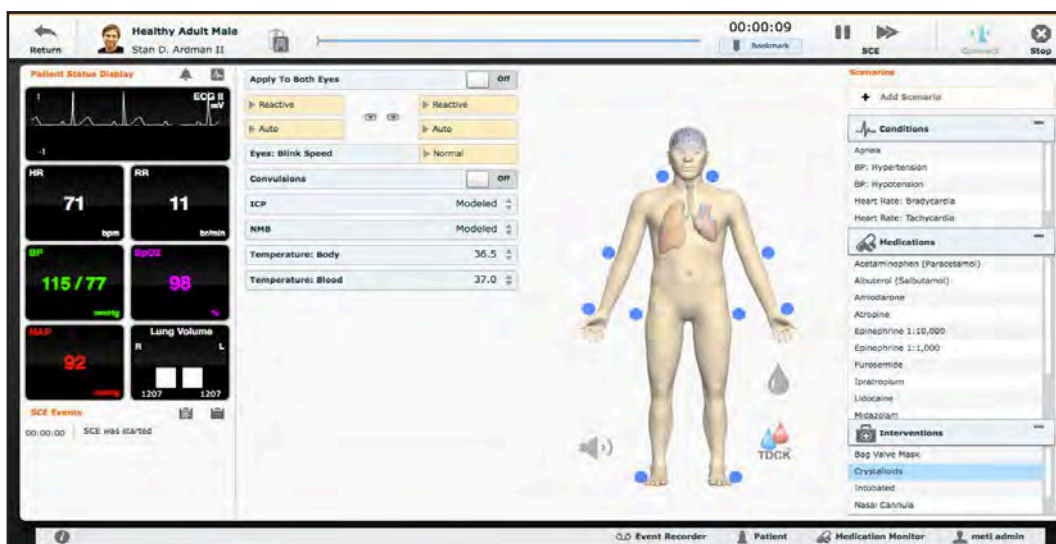 Return
Healthy Adult Male
Stan D. Ardman II
00:00:09
Bookmark
SCE
Connect
Stop
Patient Status Display
1
ECG II
mV
-1
HR
71
bpm
RR
11
br/min
BP
115 / 77
mmHg
SpO2
98
%
MAP
92
mmHg
Lung Volume
R L
1207 1207
SCE Events
00:00:00 SCE was started
Apply To Both Eyes Off
Reactive Reactive
Auto Auto
Eyes: Blink Speed Normal
Convulsions Off
ICP Modeled
NMB Modeled
Temperature: Body 36.5
Temperature: Blood 37.0
TDCK
Scenarios
+ Add Scenario
Conditions
Apnea
BP: Hypertension
BP: Hypotension
Heart Rate: Bradycardia
Heart Rate: Tachycardia
Medications
Acetaminophen (Paracetamol)
Albuterol (Salbutamol)
Amiodarone
Atropine
Epinephrine 1:10,000
Epinephrine 1:1,000
Furosemide
Ipratropium
Lidocaine
Midazolam
Interventions
Bag Valve Mask
Crystalloids
Intubated
Nasal Cannula
Event Recorder
Patient
Medication Monitor
meti admin